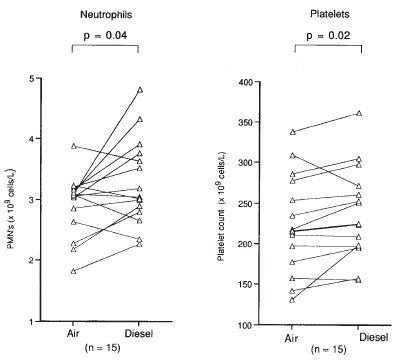 Neutrophils
p = 0.04
5
4
3
2
1
PMN's (x 10⁹ cells/L)
Air
Diesel
(n = 15)
Platelets
p = 0.02
400
350
300
250
200
150
100
Platelet count (x 10⁹ cells/L)
Air
Diesel
(n = 15)